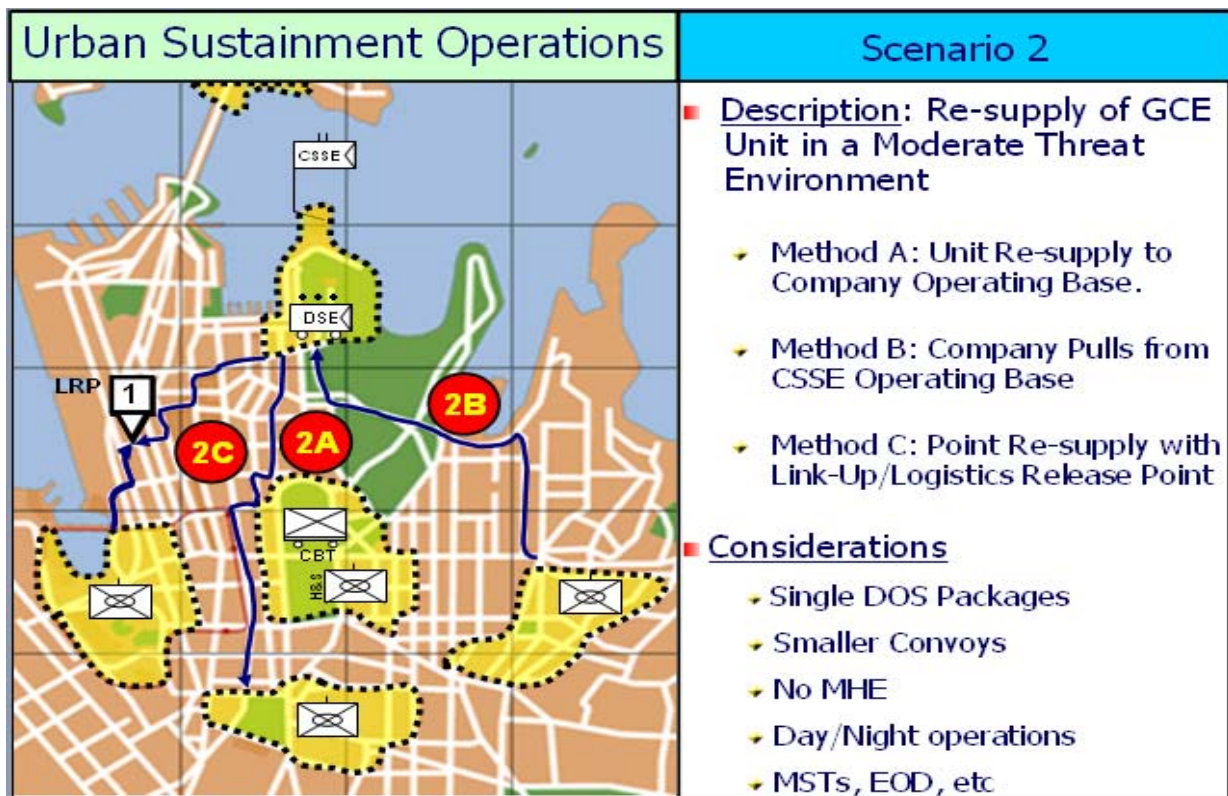 Urban Sustainment Operations
Scenario 2
CSSE
DSE
LRP
1
2C
2A
2B
CBT
H&S
Description: Re-supply of GCE
Unit in a Moderate Threat
Environment
Method A: Unit Re-supply to
Company Operating Base.
Method B: Company Pulls from
CSSE Operating Base
Method C: Point Re-supply with
Link-Up/Logistics Release Point
Considerations
Single DOS Packages
Smaller Convoys
No MHE
Day/Night operations
MSTs, EOD, etc